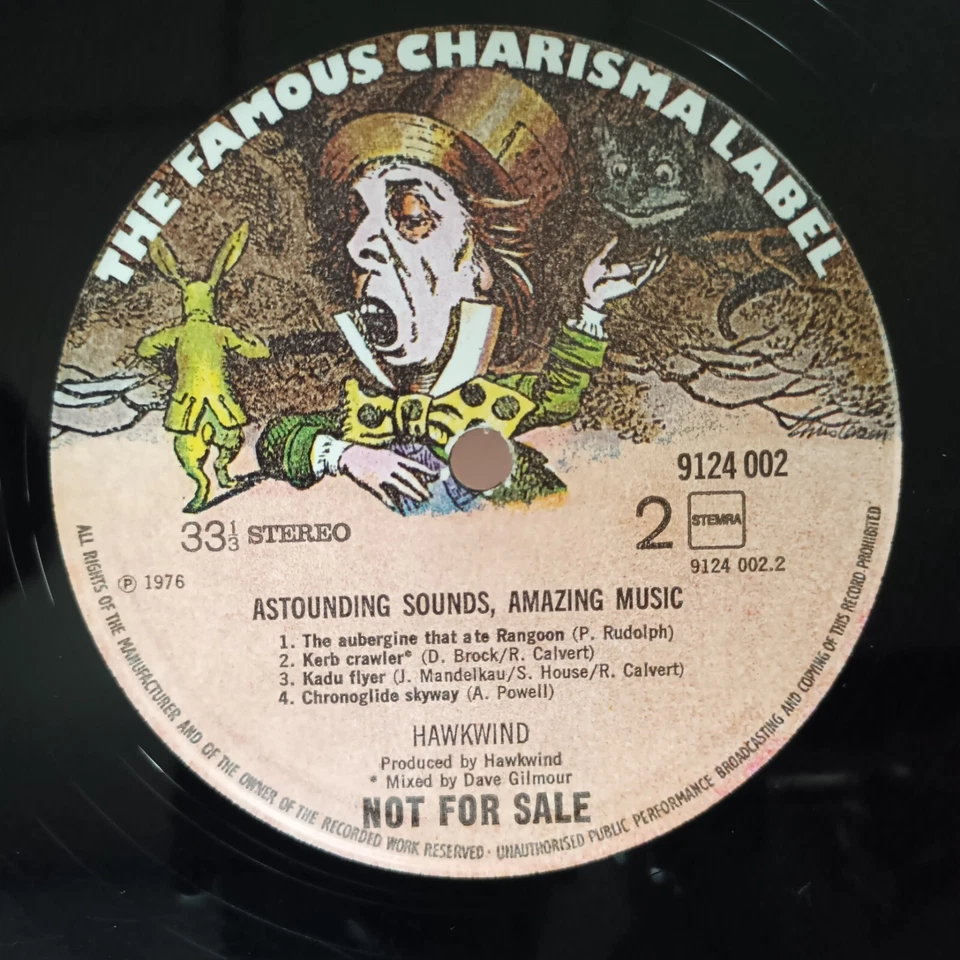 THE FAMOUS CHARISMA LABEL
9124 002
33⅓ STEREO
2 STEMRA
9124 002.2
℗ 1976
ASTOUNDING SOUNDS, AMAZING MUSIC
1. The aubergine that ate Rangoon (P. Rudolph)
2. Kerb crawler* (D. Brock/R. Calvert)
3. Kadu flyer (J. Mandelkau/S. House/R. Calvert)
4. Chronoglide skyway (A. Powell)
HAWKWIND
Produced by Hawkwind
* Mixed by Dave Gilmour
NOT FOR SALE
ALL RIGHTS OF THE MANUFACTURER AND OF THE OWNER OF THE RECORDED WORK RESERVED · UNAUTHORISED PUBLIC PERFORMANCE BROADCASTING AND COPYING OF THIS RECORD PROHIBITED